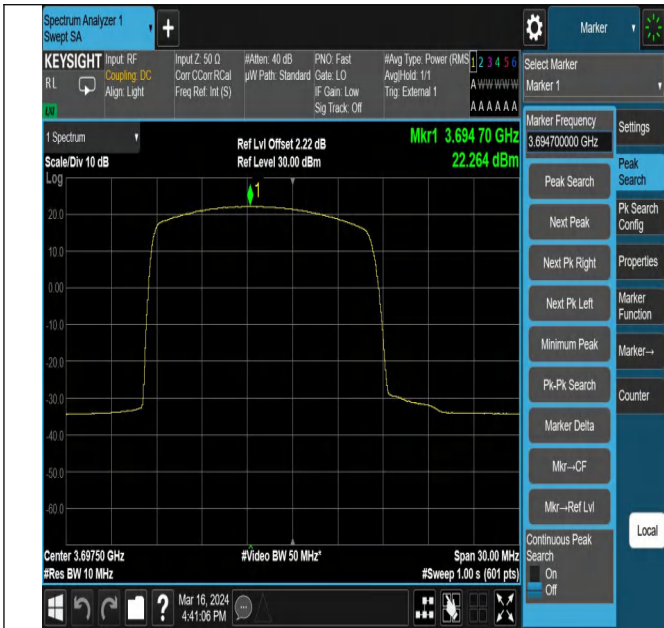 Spectrum Analyzer 1
Swept SA
+
Marker
KEYSIGHT
RL
LXI
Input: RF
Coupling: DC
Align: Light
Input Z: 50 Ω
Corr CCorr RCal
Freq Ref: Int (S)
#Atten: 40 dB
µW Path: Standard
PNO: Fast
Gate: LO
IF Gain: Low
Sig Track: Off
#Avg Type: Power (RMS
Avg|Hold: 1/1
Trig: External 1
1 2 3 4 5 6
A W W W W W
A A A A A A
Select Marker
Marker 1
1 Spectrum
Scale/Div 10 dB
Log
Ref Lvl Offset 2.22 dB
Ref Level 30.00 dBm
Mkr1 3.694 70 GHz
22.264 dBm
1
20.0
10.0
0.00
-10.0
-20.0
-30.0
-40.0
-50.0
-60.0
Center 3.69750 GHz
#Res BW 10 MHz
#Video BW 50 MHz*
Span 30.00 MHz
#Sweep 1.00 s (601 pts)
Marker Frequency
3.694700000 GHz
Peak Search
Next Peak
Next Pk Right
Next Pk Left
Minimum Peak
Pk-Pk Search
Marker Delta
Mkr→CF
Mkr→Ref Lvl
Continuous Peak
Search
On
Off
Settings
Peak
Search
Pk Search
Config
Properties
Marker
Function
Marker→
Counter
Local
?
Mar 16, 2024
4:41:06 PM